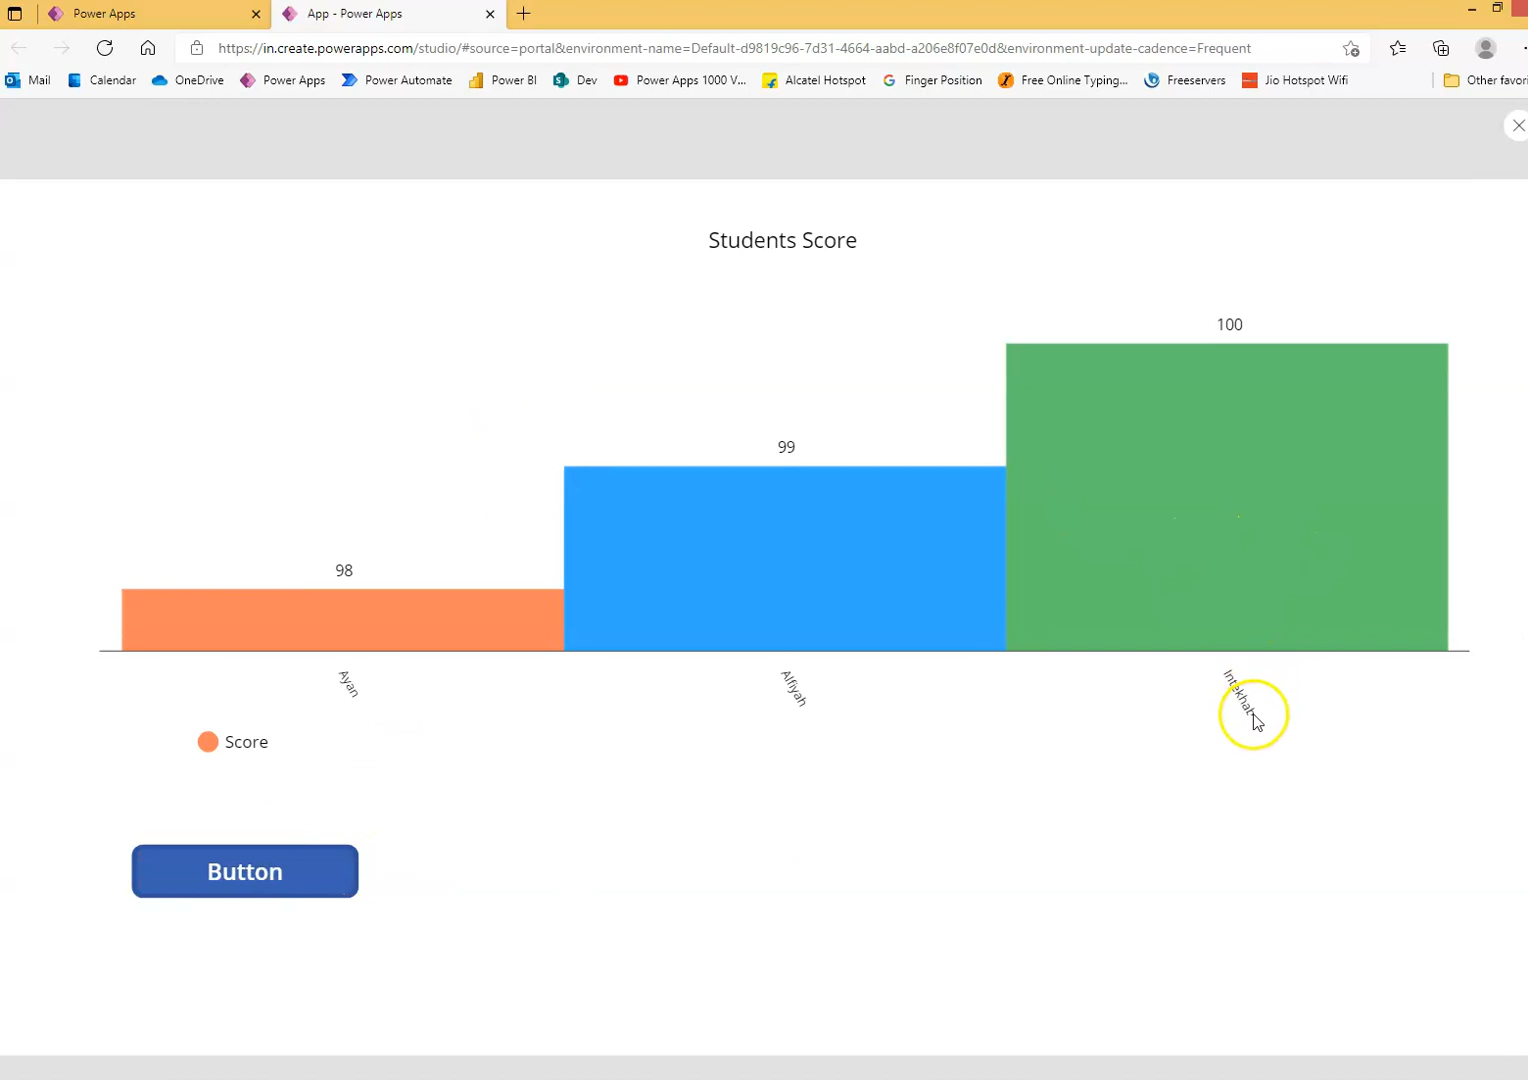 Power Apps
App - Power Apps
https://in.create.powerapps.com/studio/#source=portal&environment-name=Default-d9819c96-7d31-4664-aabd-a206e8f07e0d&environment-update-cadence=Frequent
Mail
Calendar
OneDrive
Power Apps
Power Automate
Power BI
Dev
Power Apps 1000 V...
Alcatel Hotspot
Finger Position
Free Online Typing...
Freeservers
Jio Hotspot Wifi
Other favori
Students Score
100
99
98
Ayan
Alfiyah
Score
Button